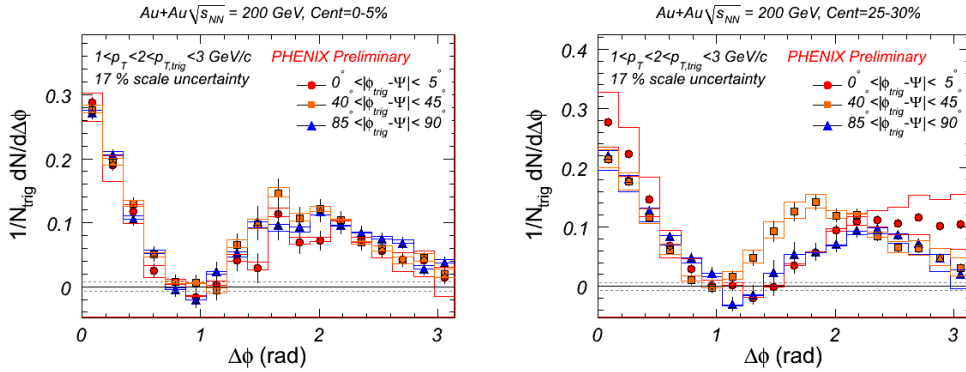 Au+Au√s_NN = 200 GeV, Cent=0-5%
1<p_T<2<p_T,trig<3 GeV/c
17 % scale uncertainty
PHENIX Preliminary
0° <|ϕ_trig-Ψ|< 5°
40° <|ϕ_trig-Ψ|< 45°
85° <|ϕ_trig-Ψ|< 90°
1/N_trig dN/dΔϕ
0.3
0.2
0.1
0
0 1 2 3
Δϕ (rad)
Au+Au√s_NN = 200 GeV, Cent=25-30%
1<p_T<2<p_T,trig<3 GeV/c
17 % scale uncertainty
PHENIX Preliminary
0° <|ϕ_trig-Ψ|< 5°
40° <|ϕ_trig-Ψ|< 45°
85° <|ϕ_trig-Ψ|< 90°
1/N_trig dN/dΔϕ
0.4
0.3
0.2
0.1
0
0 1 2 3
Δϕ (rad)